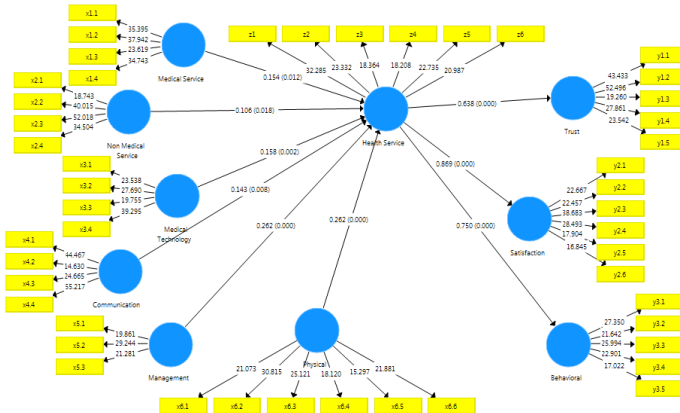 x1.1
x1.2
x1.3
x1.4
35.395
37.942
23.619
34.743
Medical Service
z1
z2
z3
z4
z5
z6
32.285
23.332
18.364
18.208
22.735
20.987
Health Service
y1.1
y1.2
y1.3
y1.4
y1.5
43.433
52.496
19.260
27.861
23.542
Trust
x2.1
x2.2
x2.3
x2.4
18.743
40.015
52.018
34.504
Non Medical
Service
0.154 (0.012)
0.106 (0.018)
0.638 (0.000)
0.158 (0.002)
0.143 (0.008)
0.869 (0.000)
0.750 (0.000)
0.262 (0.000)
0.262 (0.000)
x3.1
x3.2
x3.3
x3.4
23.538
27.690
19.755
39.295
Medical
Technology
y2.1
y2.2
y2.3
y2.4
y2.5
y2.6
22.667
22.457
38.683
28.493
17.904
16.845
Satisfaction
x4.1
x4.2
x4.3
x4.4
44.467
14.630
24.665
55.217
Communication
x5.1
x5.2
x5.3
19.861
29.244
21.281
Management
Physical
21.073
30.815
25.121
18.120
15.297
21.881
x6.1
x6.2
x6.3
x6.4
x6.5
x6.6
y3.1
y3.2
y3.3
y3.4
y3.5
27.350
21.642
25.994
22.901
17.022
Behavioral